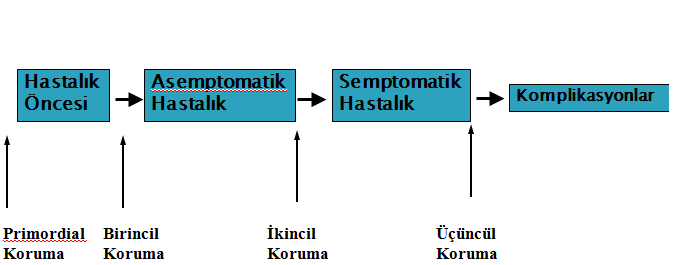 Hastalık
Öncesi
Asemptomatik
Hastalık
Semptomatik
Hastalık
Komplikasyonlar
Primordial
Koruma
Birincil
Koruma
İkincil
Koruma
Üçüncül
Koruma